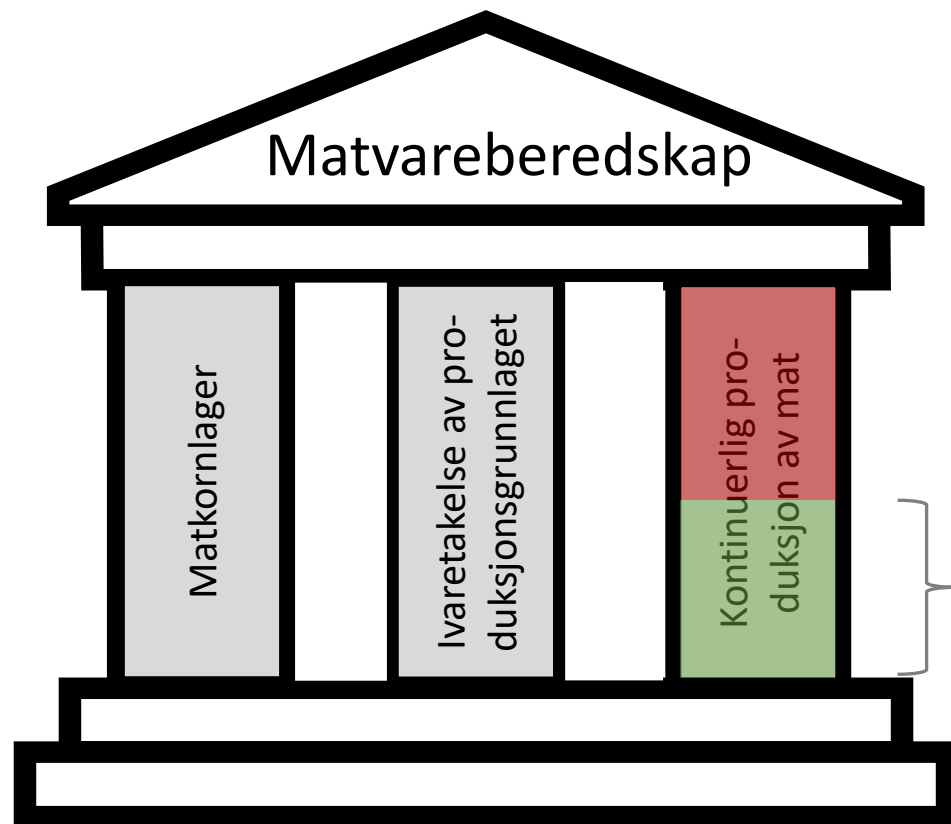 Matvareberedskap
Matkornlager
Ivaretakelse av pro-
duksjonsgrunnlaget
Kontinuerlig pro-
duksjon av mat